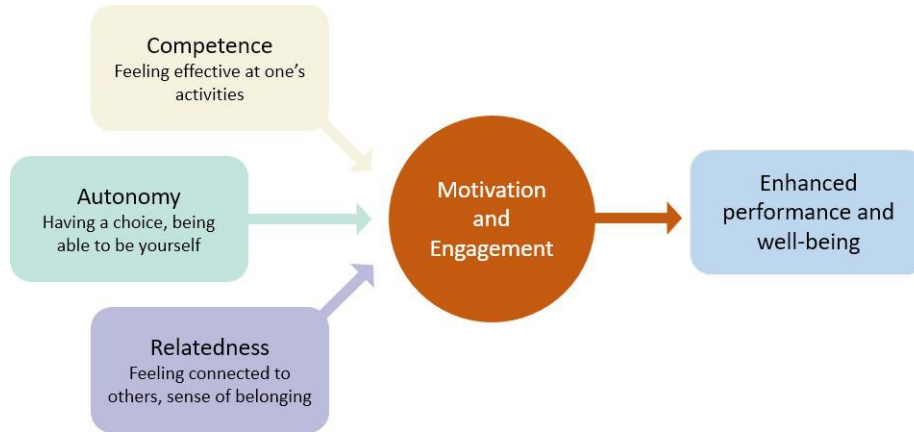 Competence
Feeling effective at one's
activities
Autonomy
Having a choice, being
able to be yourself
Relatedness
Feeling connected to
others, sense of belonging
Motivation
and
Engagement
Enhanced
performance and
well-being